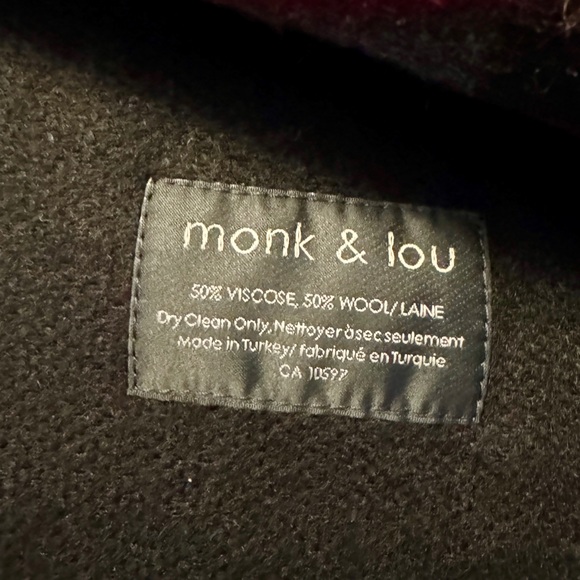 monk & lou
50% VISCOSE, 50% WOOL/LAINE
Dry Clean Only, Nettoyer à sec seulement
Made in Turkey/ fabriqué en Turquie
CA 10597